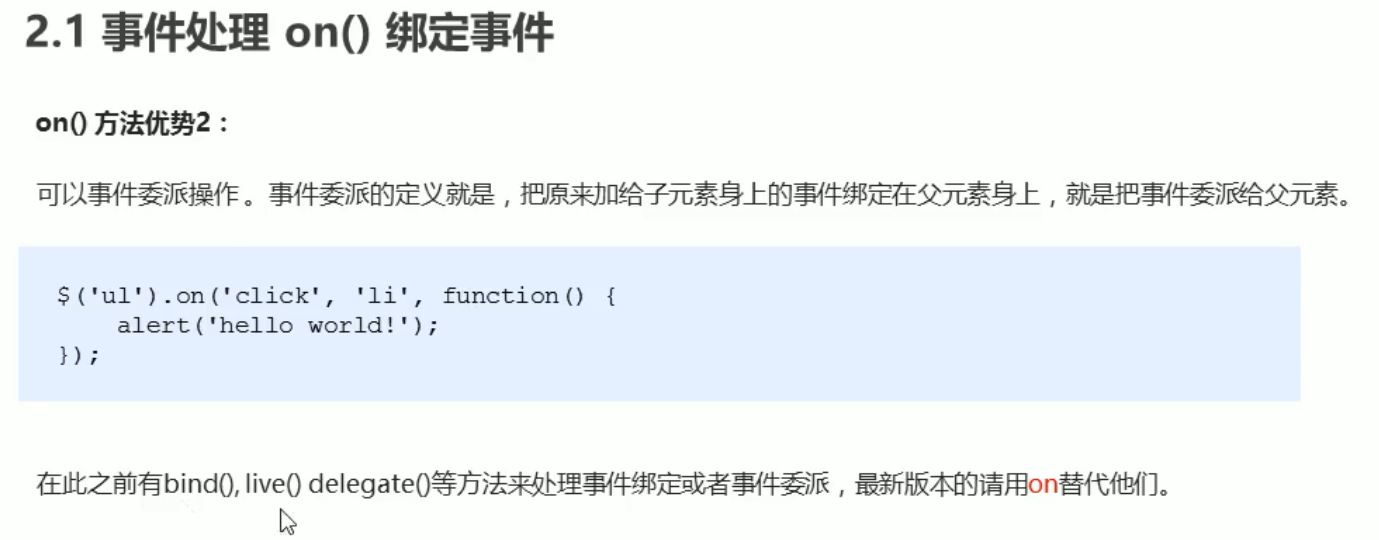 2.1 事件处理 on() 绑定事件
on() 方法优势2：
可以事件委派操作 。事件委派的定义就是，把原来加给子元素身上的事件绑定在父元素身上，就是把事件委派给父元素。
$('ul').on('click', 'li', function() {
    alert('hello world!');
});
在此之前有bind(), live() delegate()等方法来处理事件绑定或者事件委派，最新版本的请用on替代他们。